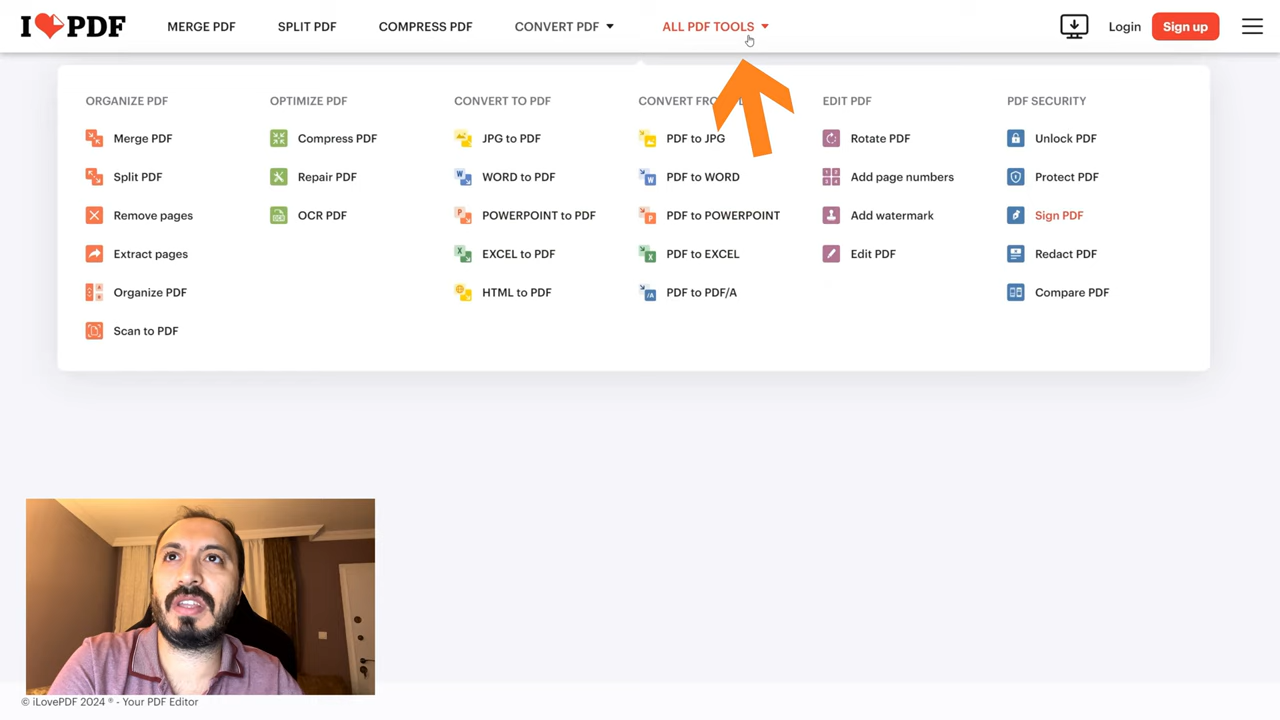 I PDF
MERGE PDF
SPLIT PDF
COMPRESS PDF
CONVERT PDF
ALL PDF TOOLS
Login
Sign up
ORGANIZE PDF
Merge PDF
Split PDF
Remove pages
Extract pages
Organize PDF
Scan to PDF
OPTIMIZE PDF
Compress PDF
Repair PDF
OCR PDF
CONVERT TO PDF
JPG to PDF
WORD to PDF
POWERPOINT to PDF
EXCEL to PDF
HTML to PDF
CONVERT
PDF to JPG
PDF to WORD
PDF to POWERPOINT
PDF to EXCEL
PDF to PDF/A
EDIT PDF
Rotate PDF
Add page numbers
Add watermark
Edit PDF
PDF SECURITY
Unlock PDF
Protect PDF
Sign PDF
Redact PDF
Compare PDF
© iLovePDF 2024 ® - Your PDF Editor